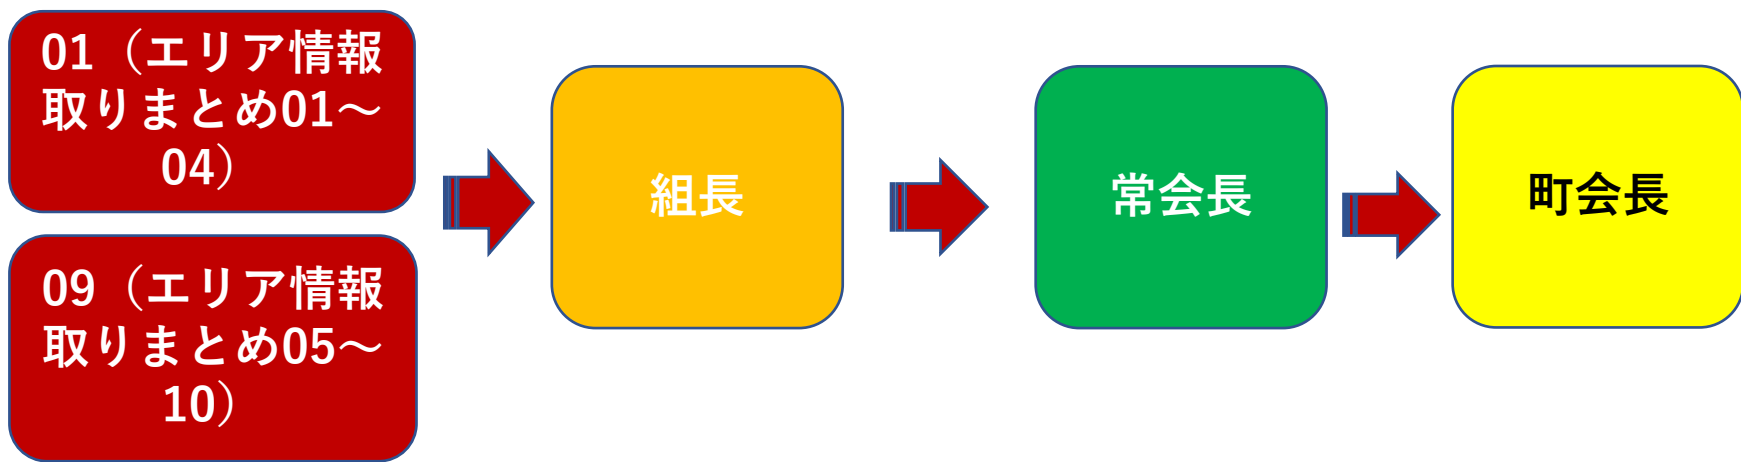 01（エリア情報
取りまとめ01～
04）
09（エリア情報
取りまとめ05～
10）
組長
常会長
町会長